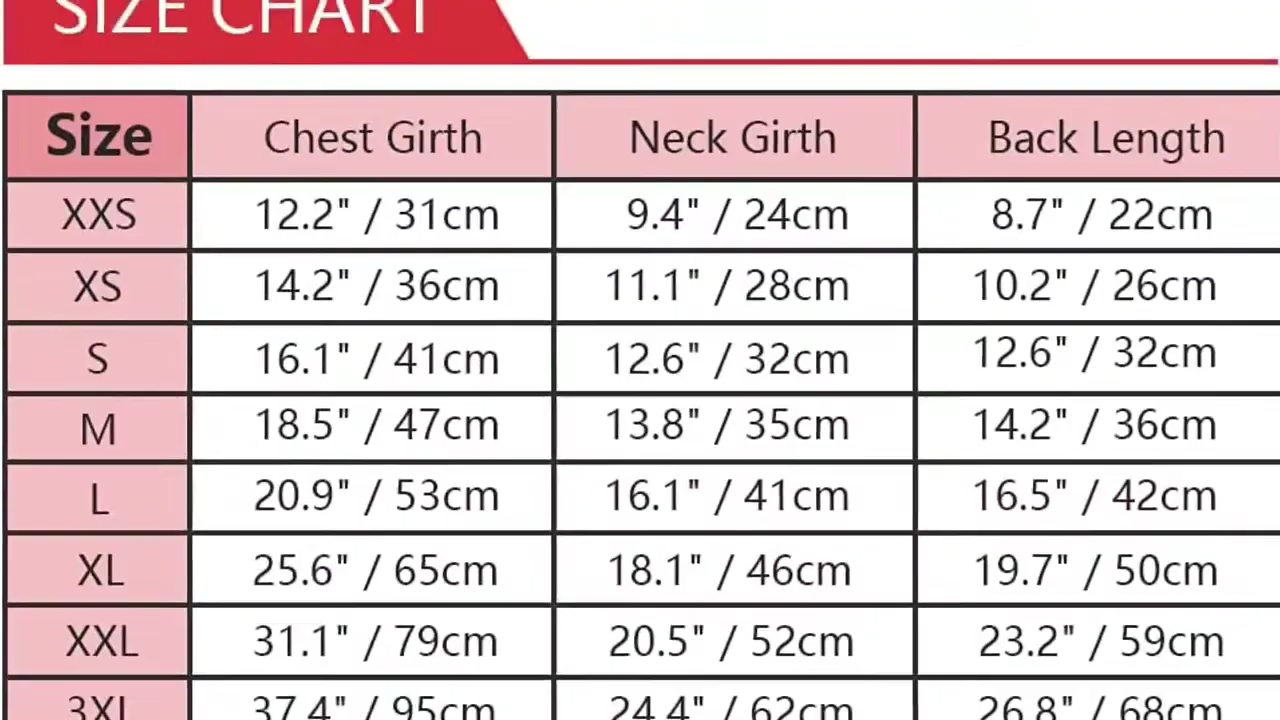 SIZE CHART
Size Chest Girth Neck Girth Back Length
XXS 12.2" / 31cm 9.4" / 24cm 8.7" / 22cm
XS 14.2" / 36cm 11.1" / 28cm 10.2" / 26cm
S 16.1" / 41cm 12.6" / 32cm 12.6" / 32cm
M 18.5" / 47cm 13.8" / 35cm 14.2" / 36cm
L 20.9" / 53cm 16.1" / 41cm 16.5" / 42cm
XL 25.6" / 65cm 18.1" / 46cm 19.7" / 50cm
XXL 31.1" / 79cm 20.5" / 52cm 23.2" / 59cm
3XL 37.4" / 95cm 24.4" / 62cm 26.8" / 68cm